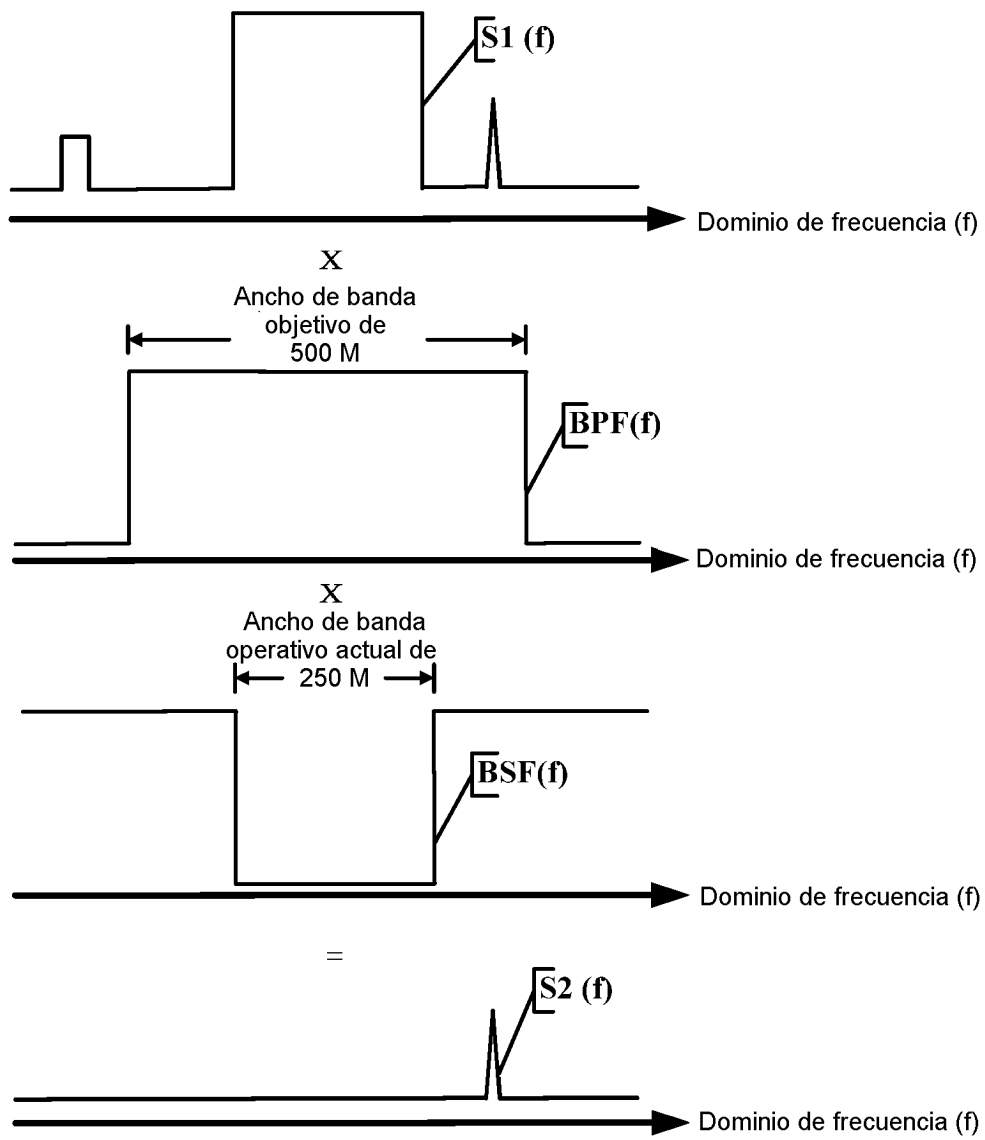 S1 (f)
Dominio de frecuencia (f)
X
Ancho de banda
objetivo de
500 M
BPF(f)
Dominio de frecuencia (f)
X
Ancho de banda
operativo actual de
250 M
BSF(f)
Dominio de frecuencia (f)
=
S2 (f)
Dominio de frecuencia (f)